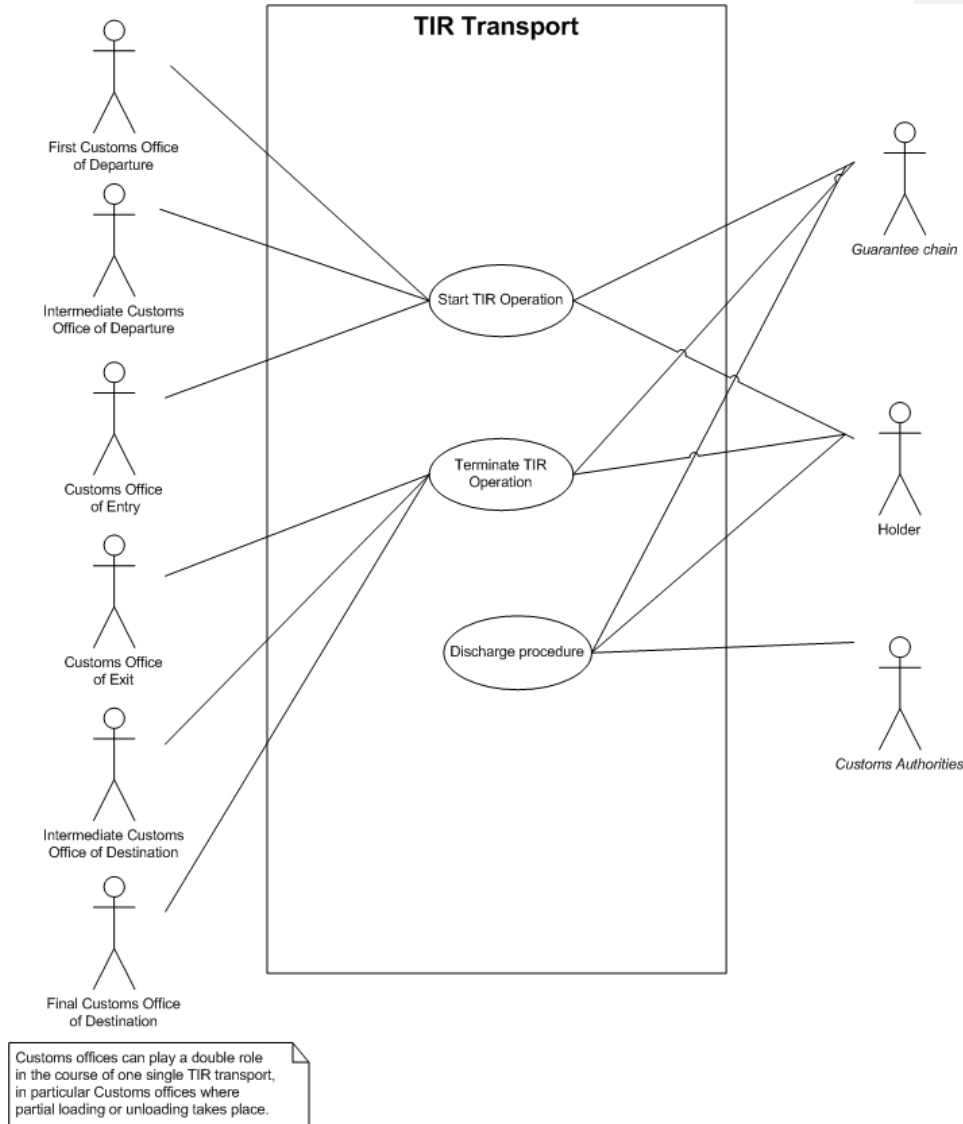 TIR Transport
First Customs Office
of Departure
Intermediate Customs
Office of Departure
Customs Office
of Entry
Customs Office
of Exit
Intermediate Customs
Office of Destination
Final Customs Office
of Destination
Start TIR Operation
Terminate TIR
Operation
Discharge procedure
Guarantee chain
Holder
Customs Authorities
Customs offices can play a double role
in the course of one single TIR transport,
in particular Customs offices where
partial loading or unloading takes place.